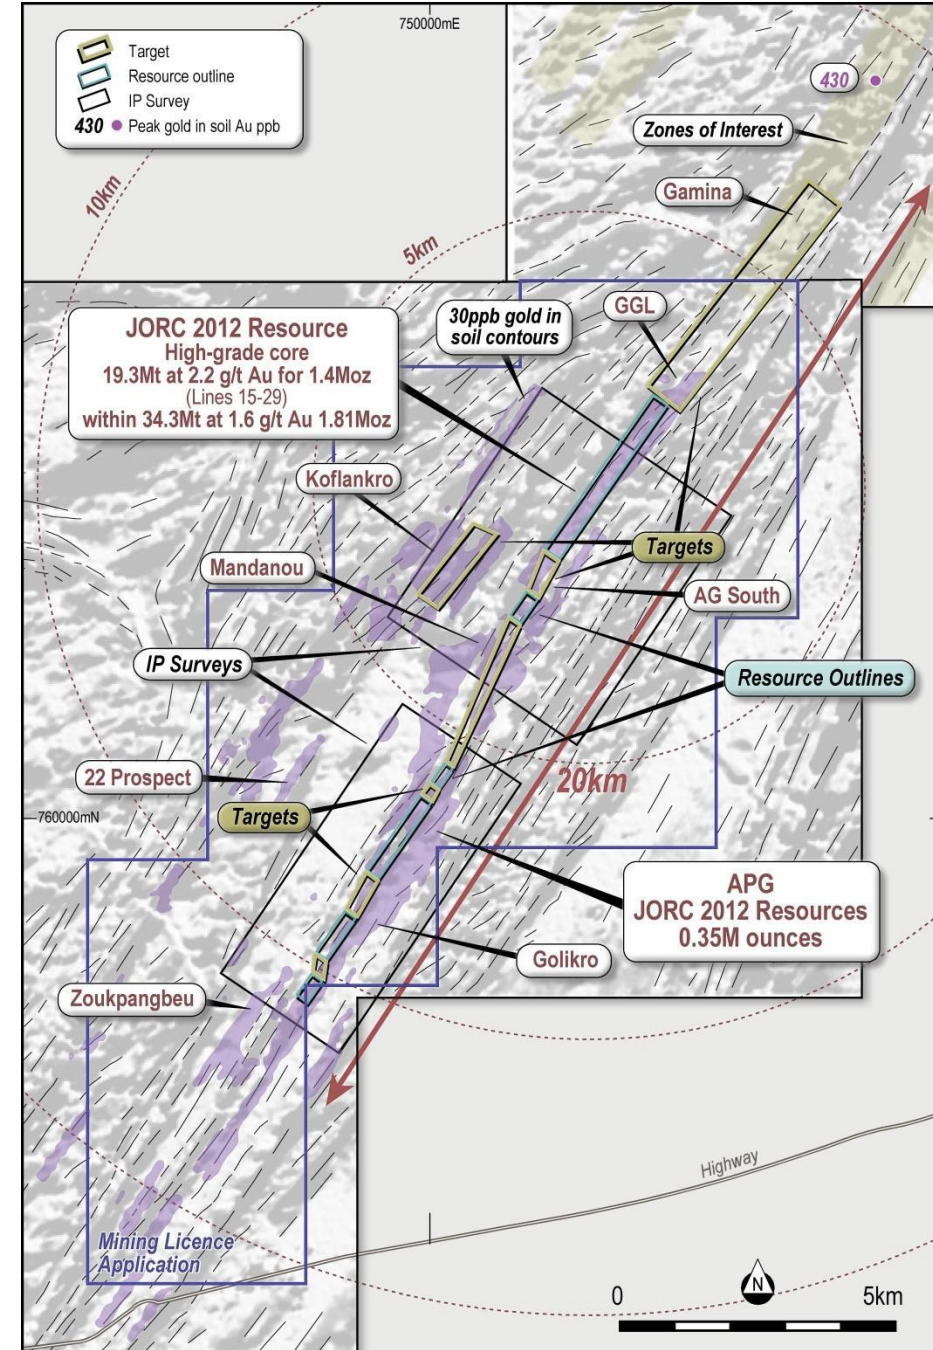 750000mE
Target
Resource outline
IP Survey
430 Peak gold in soil Au ppb
430
Zones of Interest
Gamina
10km
5km
GGL
30ppb gold in
soil contours
JORC 2012 Resource
High-grade core
19.3Mt at 2.2 g/t Au for 1.4Moz
(Lines 15-29)
within 34.3Mt at 1.6 g/t Au 1.81Moz
Koflankro
Targets
Mandanou
AG South
IP Surveys
Resource Outlines
22 Prospect
20km
Targets
760000mN
APG
JORC 2012 Resources
0.35M ounces
Golikro
Zoukpangbeu
Highway
Mining Licence
Application
N
0 5km